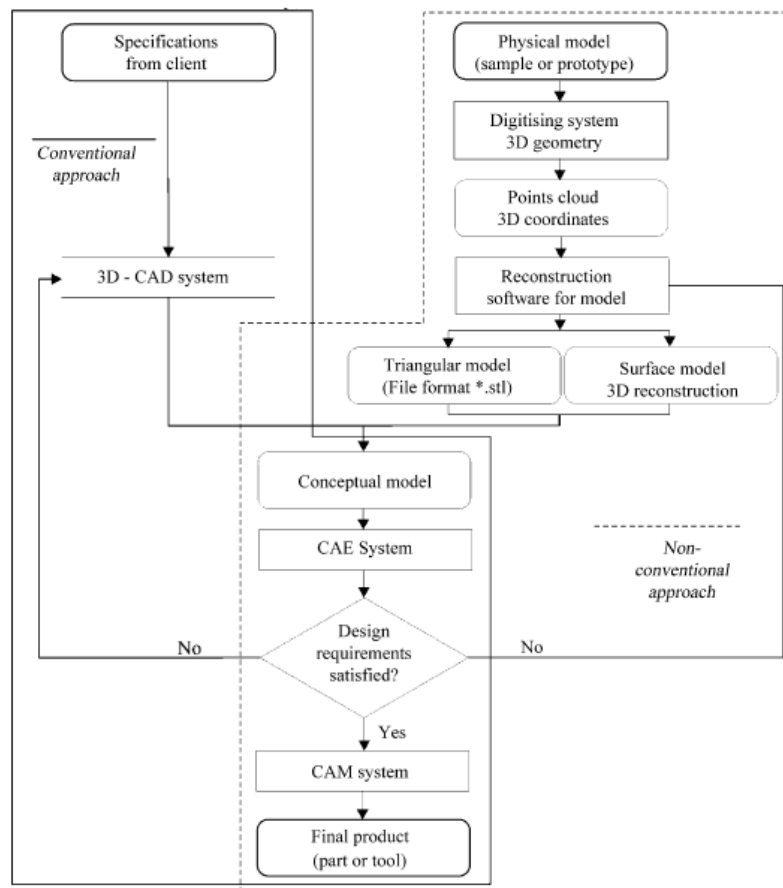 Specifications
from client
Conventional
approach
3D - CAD system
Physical model
(sample or prototype)
Digitising system
3D geometry
Points cloud
3D coordinates
Reconstruction
software for model
Triangular model
(File format *.stl)
Surface model
3D reconstruction
Conceptual model
CAE System
Non-
conventional
approach
Design
requirements
satisfied?
No
No
Yes
CAM system
Final product
(part or tool)